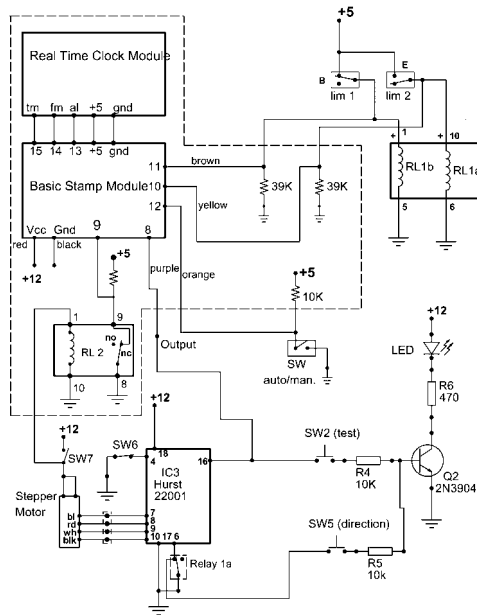 +5
Real Time Clock Module
tm fm al +5 gnd
B
E
lim 1
lim 2
15 14 13 +5 gnd
+ 1
+ 10
11
brown
Basic Stamp Module
10
39K
39K
RL1b
RL1a
12
yellow
Vcc Gnd 9 8
5
6
red
black
purple
orange
+12
+5
+5
10K
+12
1
9
no
nc
RL 2
Output
SW
auto/man.
LED
10
8
R6
470
+12
+12
SW6
SW7
18
4
16
IC3
Hurst
22001
SW2 (test)
R4
10K
Q2
2N3904
Stepper
Motor
bl
rd
wh
blk
7
8
9
10 17 6
SW5 (direction)
Relay 1a
R5
10k